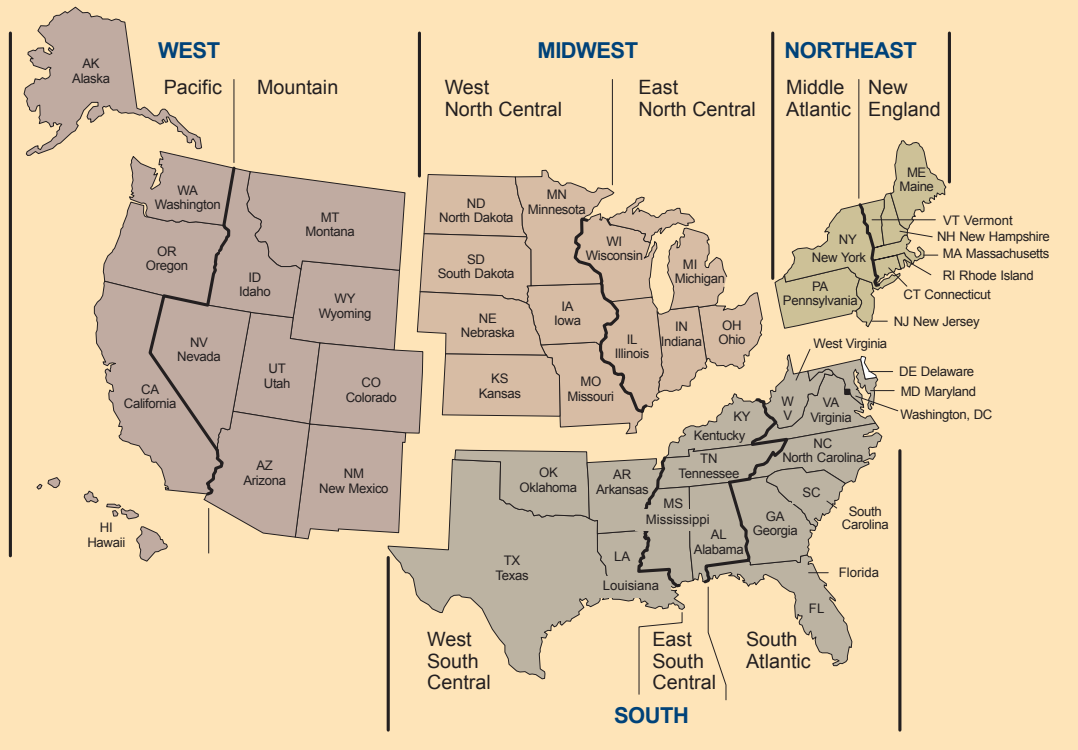 WEST
Pacific
Mountain
MIDWEST
West
North Central
East
North Central
NORTHEAST
Middle
Atlantic
New
England
AK
Alaska
WA
Washington
OR
Oregon
CA
California
NV
Nevada
ID
Idaho
MT
Montana
WY
Wyoming
UT
Utah
CO
Colorado
AZ
Arizona
NM
New Mexico
HI
Hawaii
ND
North Dakota
SD
South Dakota
NE
Nebraska
KS
Kansas
MN
Minnesota
IA
Iowa
MO
Missouri
WI
Wisconsin
IL
Illinois
MI
Michigan
IN
Indiana
OH
Ohio
ME
Maine
NY
New York
PA
Pennsylvania
VT Vermont
NH New Hampshire
MA Massachusetts
RI Rhode Island
CT Connecticut
NJ New Jersey
West Virginia
DE Delaware
MD Maryland
Washington, DC
W
V
VA
Virginia
KY
Kentucky
TN
Tennessee
NC
North Carolina
SC
South
Carolina
GA
Georgia
Florida
FL
OK
Oklahoma
AR
Arkansas
MS
Mississippi
AL
Alabama
LA
Louisiana
TX
Texas
West
South
Central
East
South
Central
South
Atlantic
SOUTH